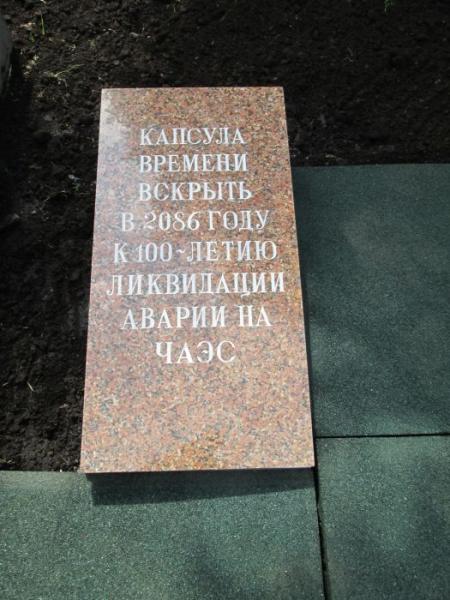 КАПСУЛА
ВРЕМЕНИ
ВСКРЫТЬ
В 2086 ГОДУ
К 100-ЛЕТИЮ
ЛИКВИДАЦИИ
АВАРИИ НА
ЧАЭС